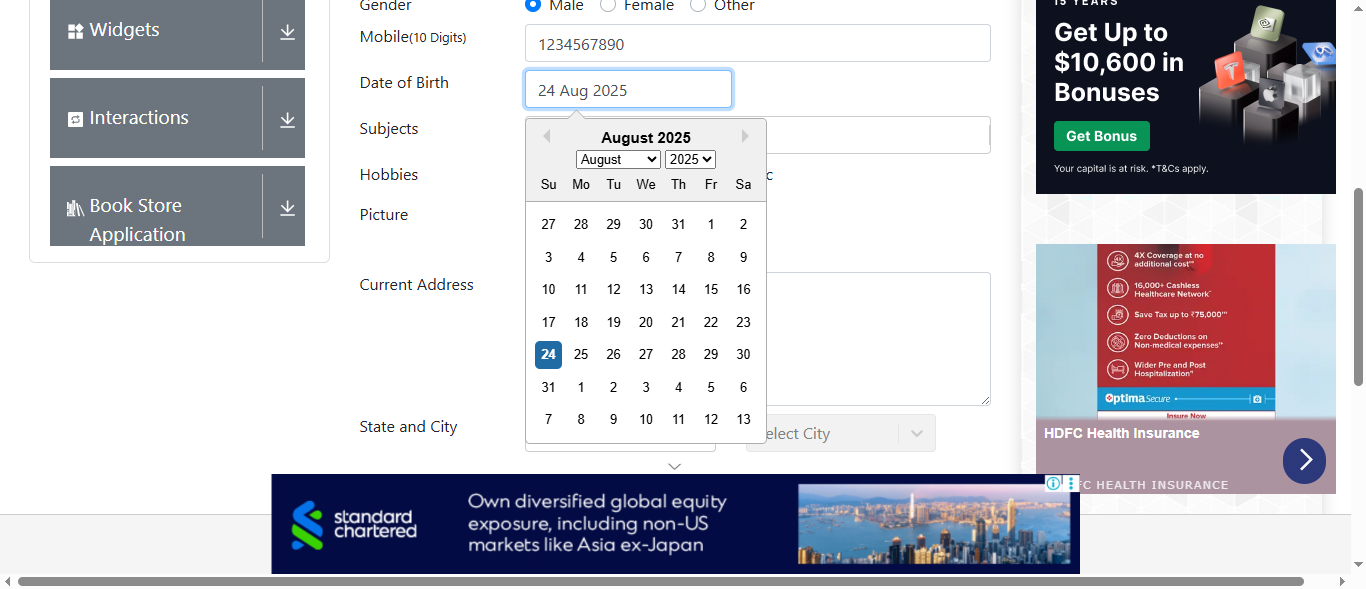 Widgets
Interactions
Book Store
Application
Gender
Male
Female
Other
Mobile(10 Digits)
1234567890
Date of Birth
24 Aug 2025
Subjects
Hobbies
Picture
Current Address
State and City
August 2025
August
2025
Su Mo Tu We Th Fr Sa
27 28 29 30 31 1 2
3 4 5 6 7 8 9
10 11 12 13 14 15 16
17 18 19 20 21 22 23
24 25 26 27 28 29 30
31 1 2 3 4 5 6
7 8 9 10 11 12 13
c
elect City
15 YEARS
Get Up to
$10,600 in
Bonuses
Get Bonus
Your capital is at risk. *T&Cs apply.
4X Coverage at no
additional cost*^
16,000+ Cashless
Healthcare Network~
Save Tax up to ₹75,000***
Zero Deductions on
Non-medical expenses**
Wider Pre and Post
Hospitalization*
Optima Secure
Insure Now
HDFC Health Insurance
FC HEALTH INSURANCE
standard
chartered
Own diversified global equity
exposure, including non-US
markets like Asia ex-Japan